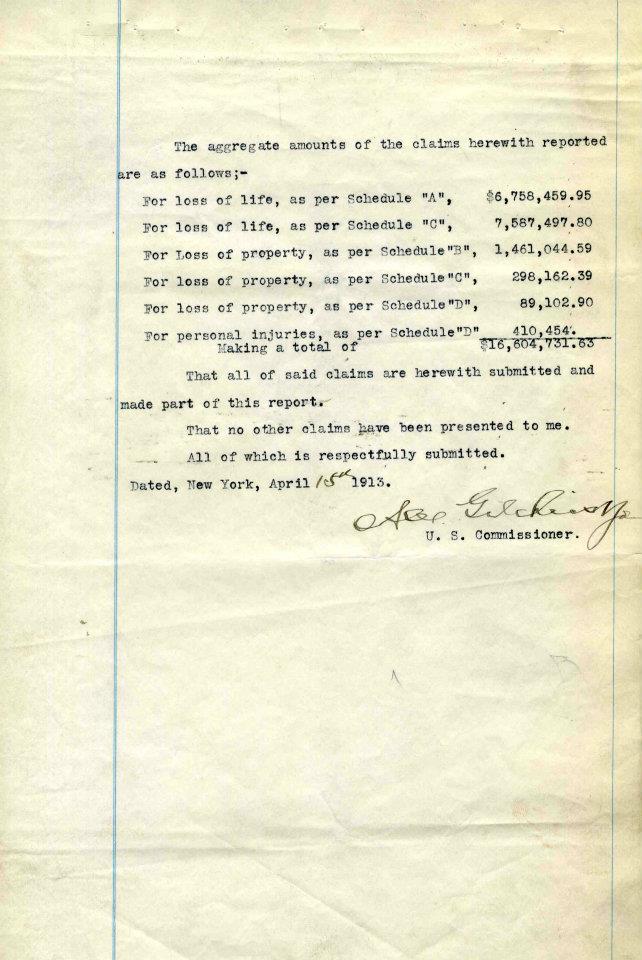 The aggregate amounts of the claims herewith reported
are as follows;-
For loss of life, as per Schedule "A", $6,758,459.95
For loss of life, as per Schedule "C", 7,587,497.80
For Loss of property, as per Schedule"B", 1,461,044.59
For loss of property, as per Schedule"C", 298,162.39
For loss of property, as per Schedule"D", 89,102.90
For personal injuries, as per Schedule"D" 410,454.
Making a total of $16,604,731.63
That all of said claims are herewith submitted and
made part of this report.
That no other claims have been presented to me.
All of which is respectfully submitted.
Dated, New York, April 15th 1913.
Alex Gilchrist Jr
U. S. Commissioner.